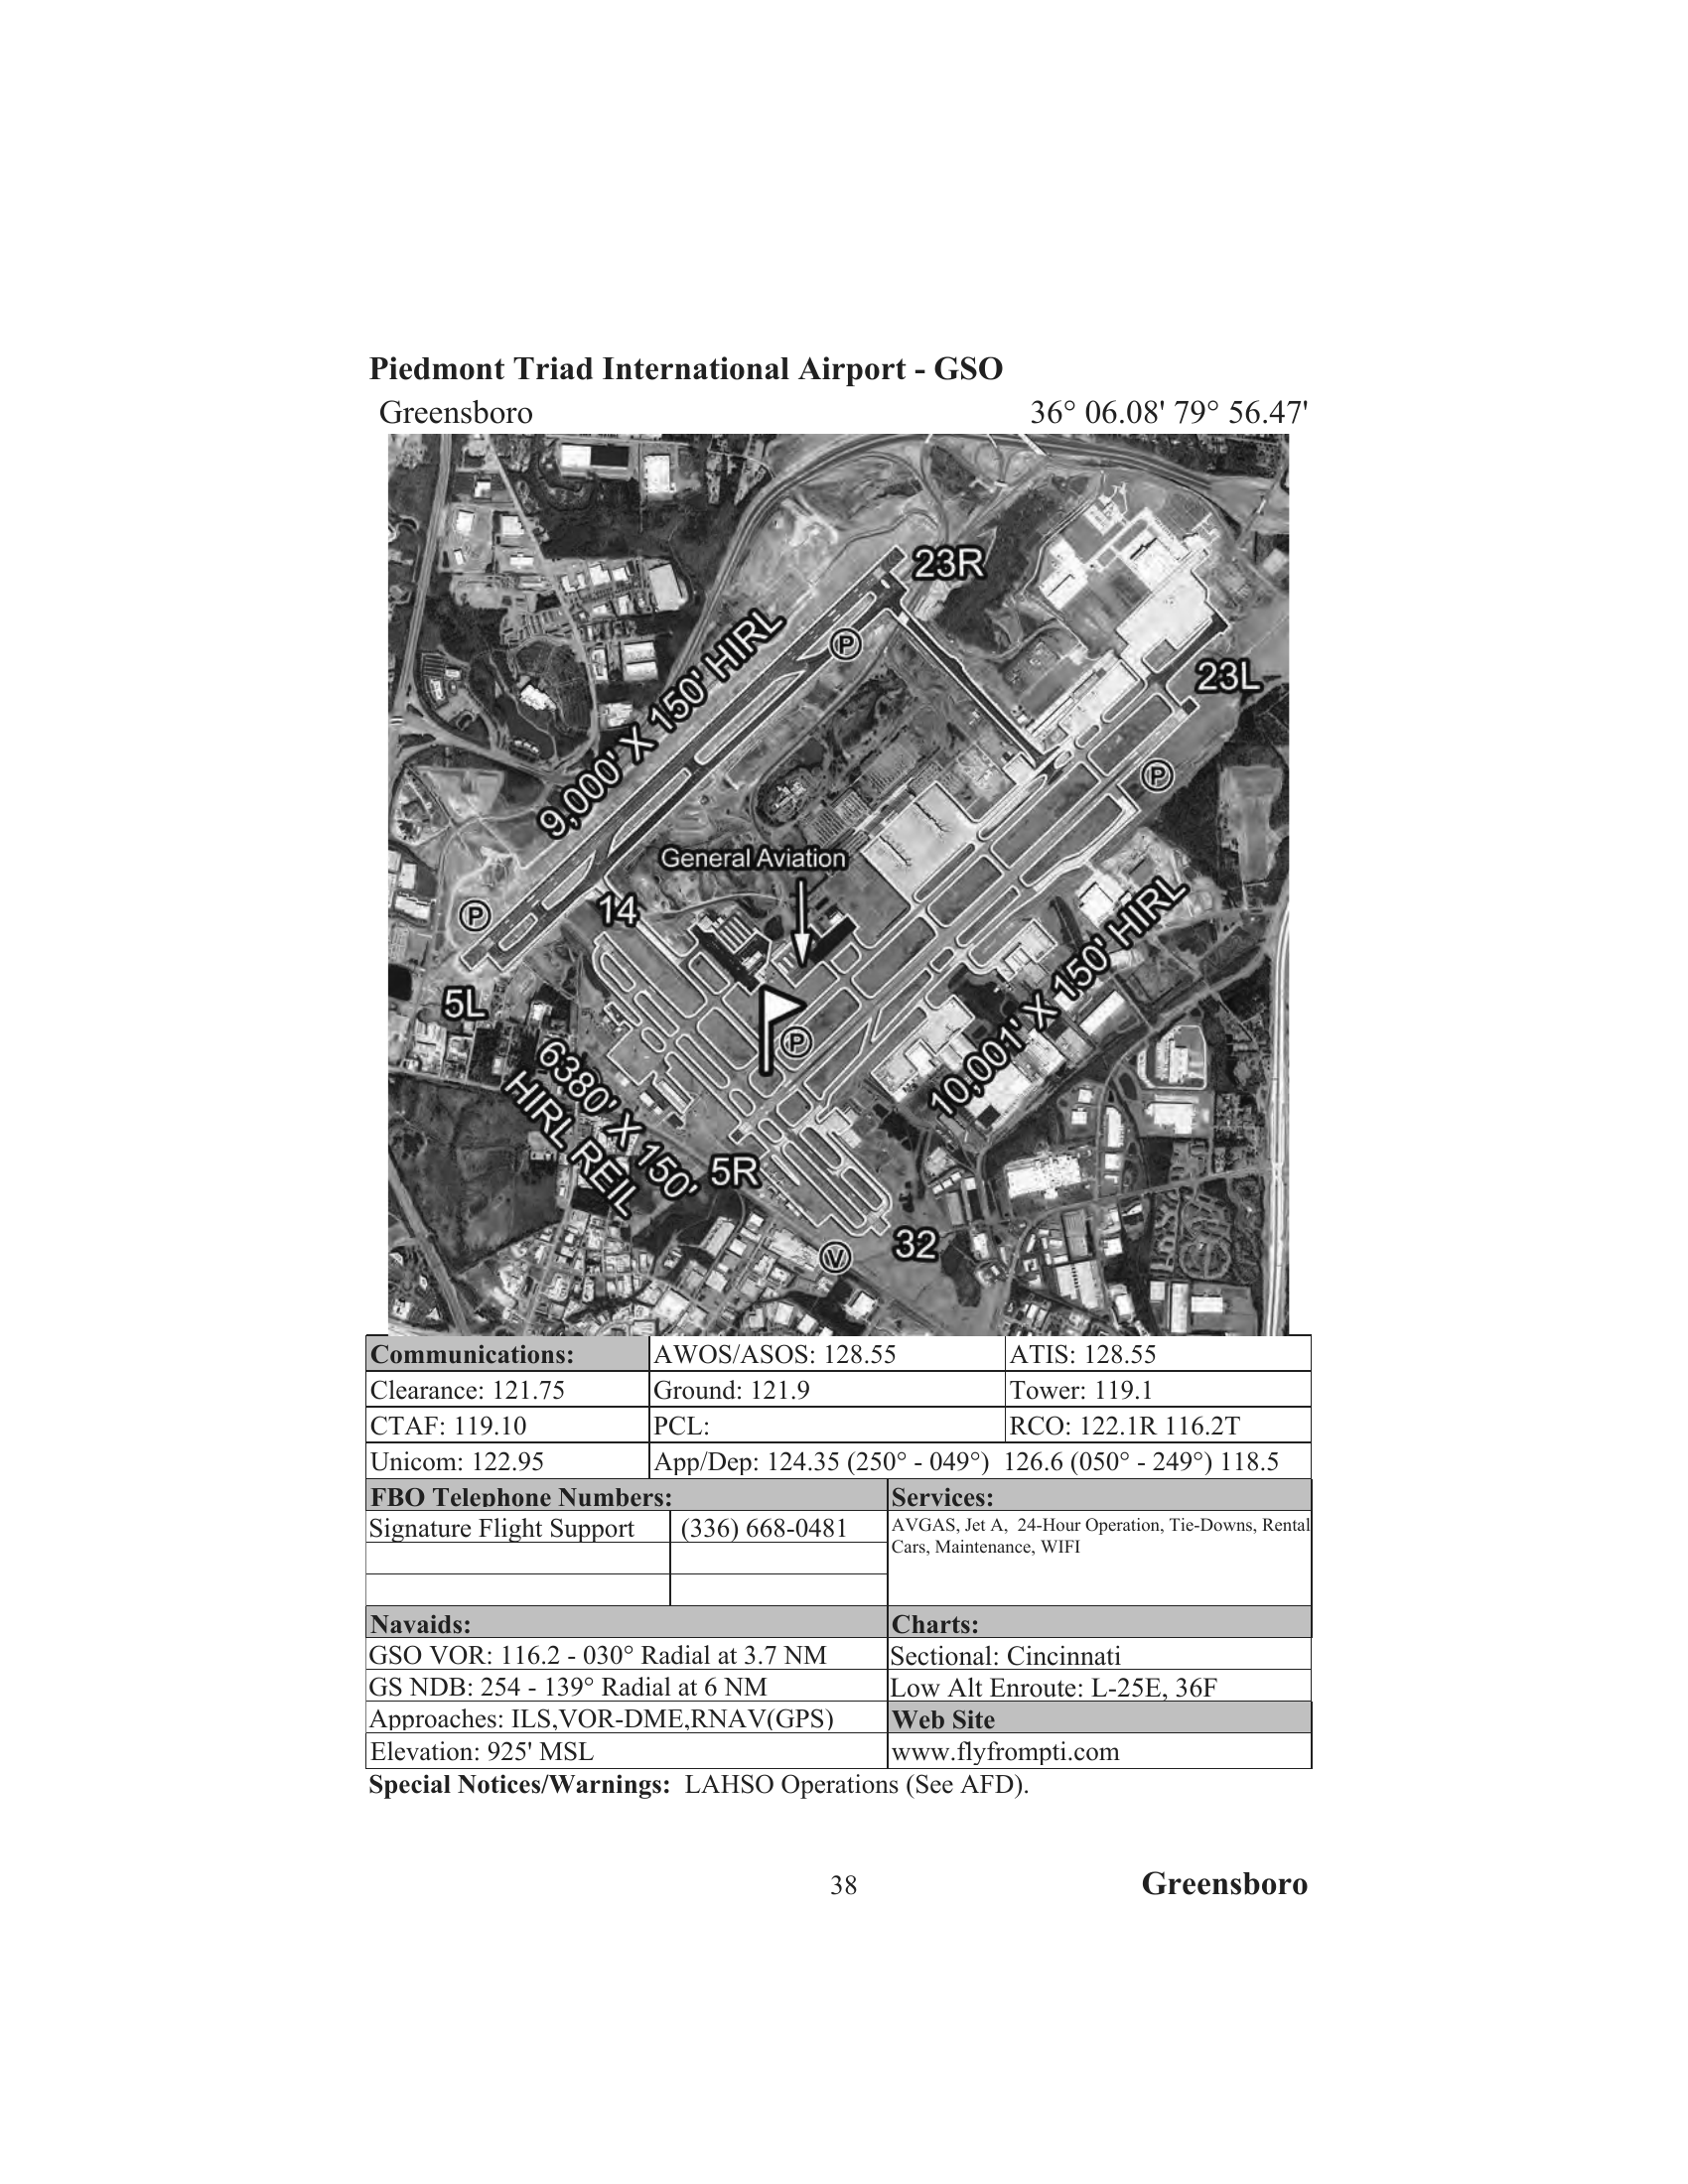 Piedmont Triad International Airport - GSO
Greensboro 36° 06.08' 79° 56.47'
23R
P
9,000' X 150' HIRL
23L
P
General Aviation
14
P
5L
P
10,001' X 150' HIRL
6380' X 150'
HIRL REIL
5R
32
V
Communications: AWOS/ASOS: 128.55 ATIS: 128.55
Clearance: 121.75 Ground: 121.9 Tower: 119.1
CTAF: 119.10 PCL: RCO: 122.1R 116.2T
Unicom: 122.95 App/Dep: 124.35 (250° - 049°) 126.6 (050° - 249°) 118.5
FBO Telephone Numbers: Services:
Signature Flight Support (336) 668-0481 AVGAS, Jet A, 24-Hour Operation, Tie-Downs, Rental
Cars, Maintenance, WIFI
Navaids: Charts:
GSO VOR: 116.2 - 030° Radial at 3.7 NM Sectional: Cincinnati
GS NDB: 254 - 139° Radial at 6 NM Low Alt Enroute: L-25E, 36F
Approaches: ILS,VOR-DME,RNAV(GPS) Web Site
Elevation: 925' MSL www.flyfrompti.com
Special Notices/Warnings: LAHSO Operations (See AFD).
38 Greensboro